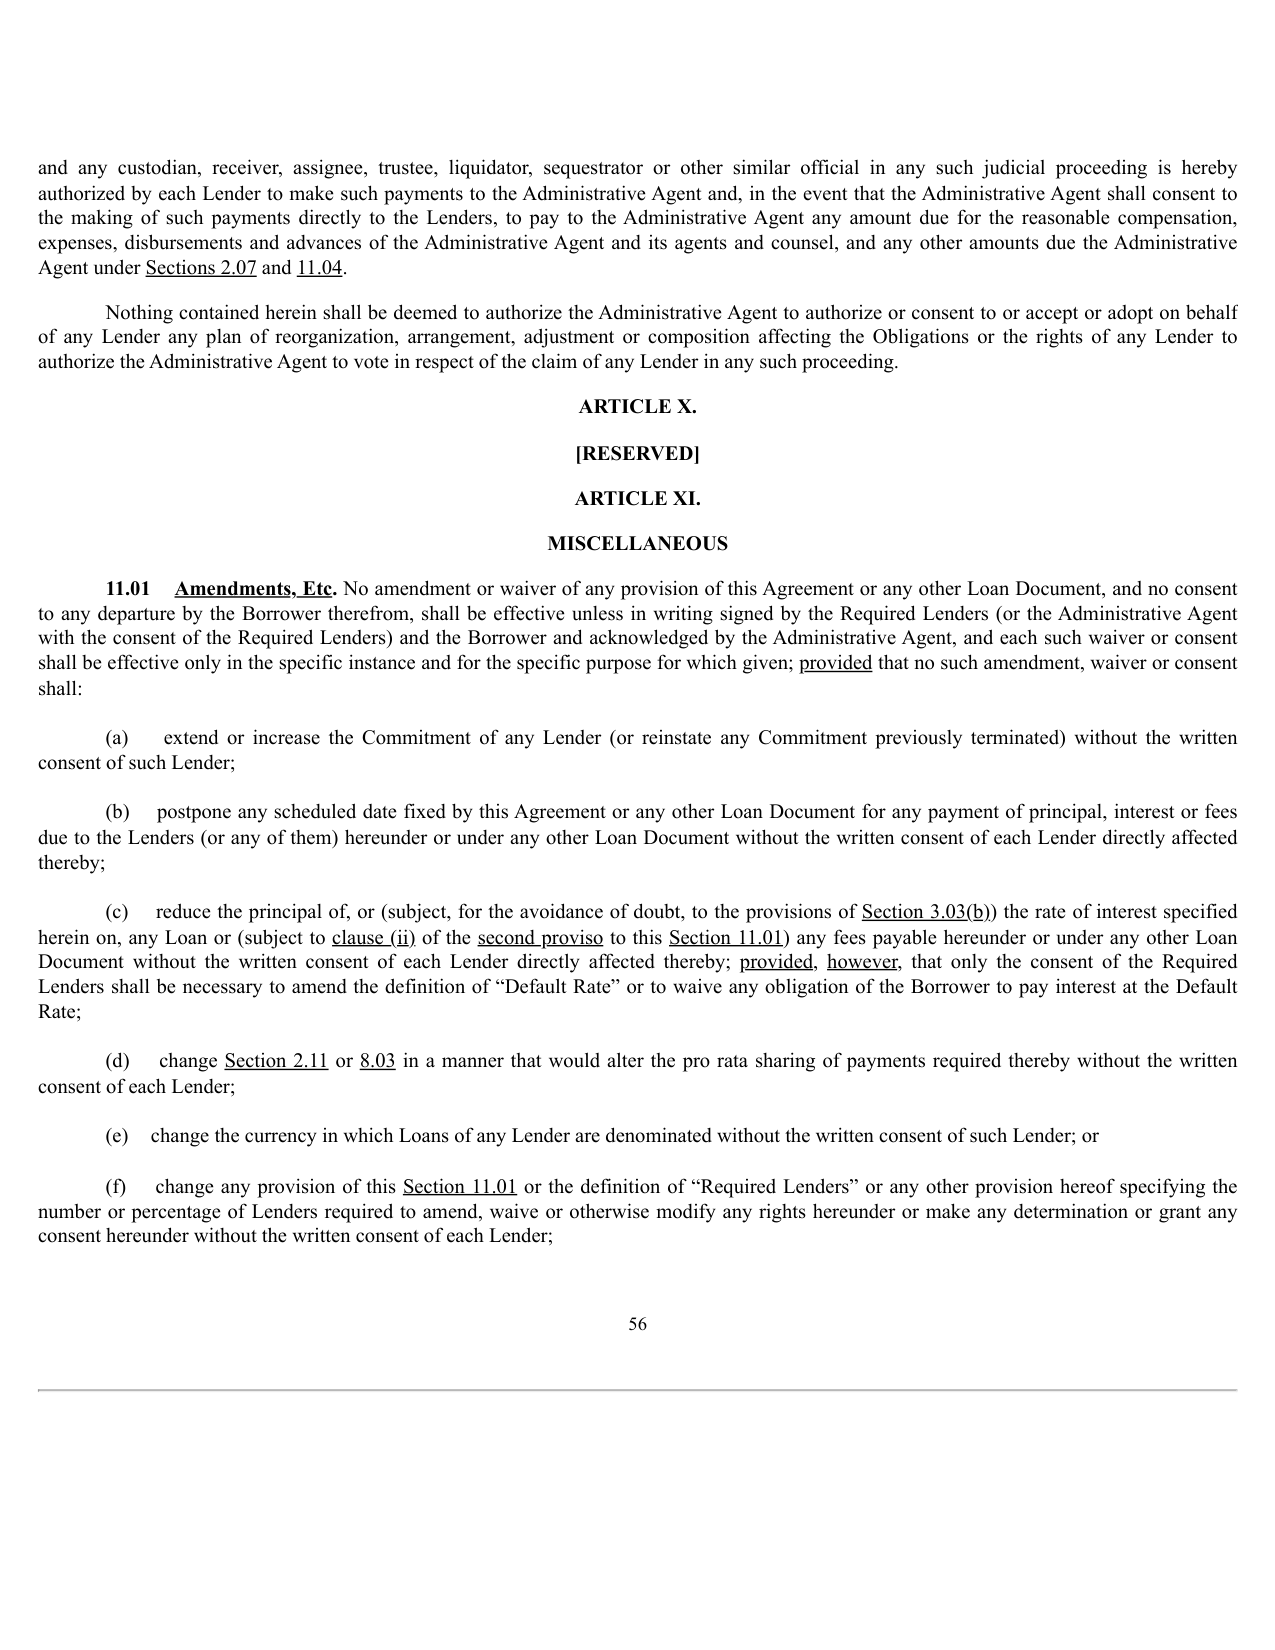 and any custodian, receiver, assignee, trustee, liquidator, sequestrator or other similar official in any such judicial proceeding is hereby
authorized by each Lender to make such payments to the Administrative Agent and, in the event that the Administrative Agent shall consent to
the making of such payments directly to the Lenders, to pay to the Administrative Agent any amount due for the reasonable compensation,
expenses, disbursements and advances of the Administrative Agent and its agents and counsel, and any other amounts due the Administrative
Agent under Sections 2.07 and 11.04.
Nothing contained herein shall be deemed to authorize the Administrative Agent to authorize or consent to or accept or adopt on behalf
of any Lender any plan of reorganization, arrangement, adjustment or composition affecting the Obligations or the rights of any Lender to
authorize the Administrative Agent to vote in respect of the claim of any Lender in any such proceeding.
ARTICLE X.
[RESERVED]
ARTICLE XI.
MISCELLANEOUS
11.01 Amendments, Etc. No amendment or waiver of any provision of this Agreement or any other Loan Document, and no consent
to any departure by the Borrower therefrom, shall be effective unless in writing signed by the Required Lenders (or the Administrative Agent
with the consent of the Required Lenders) and the Borrower and acknowledged by the Administrative Agent, and each such waiver or consent
shall be effective only in the specific instance and for the specific purpose for which given; provided that no such amendment, waiver or consent
shall:
(a) extend or increase the Commitment of any Lender (or reinstate any Commitment previously terminated) without the written
consent of such Lender;
(b) postpone any scheduled date fixed by this Agreement or any other Loan Document for any payment of principal, interest or fees
due to the Lenders (or any of them) hereunder or under any other Loan Document without the written consent of each Lender directly affected
thereby;
(c) reduce the principal of, or (subject, for the avoidance of doubt, to the provisions of Section 3.03(b)) the rate of interest specified
herein on, any Loan or (subject to clause (ii) of the second proviso to this Section 11.01) any fees payable hereunder or under any other Loan
Document without the written consent of each Lender directly affected thereby; provided, however, that only the consent of the Required
Lenders shall be necessary to amend the definition of “Default Rate” or to waive any obligation of the Borrower to pay interest at the Default
Rate;
(d) change Section 2.11 or 8.03 in a manner that would alter the pro rata sharing of payments required thereby without the written
consent of each Lender;
(e) change the currency in which Loans of any Lender are denominated without the written consent of such Lender; or
(f) change any provision of this Section 11.01 or the definition of “Required Lenders” or any other provision hereof specifying the
number or percentage of Lenders required to amend, waive or otherwise modify any rights hereunder or make any determination or grant any
consent hereunder without the written consent of each Lender;
56